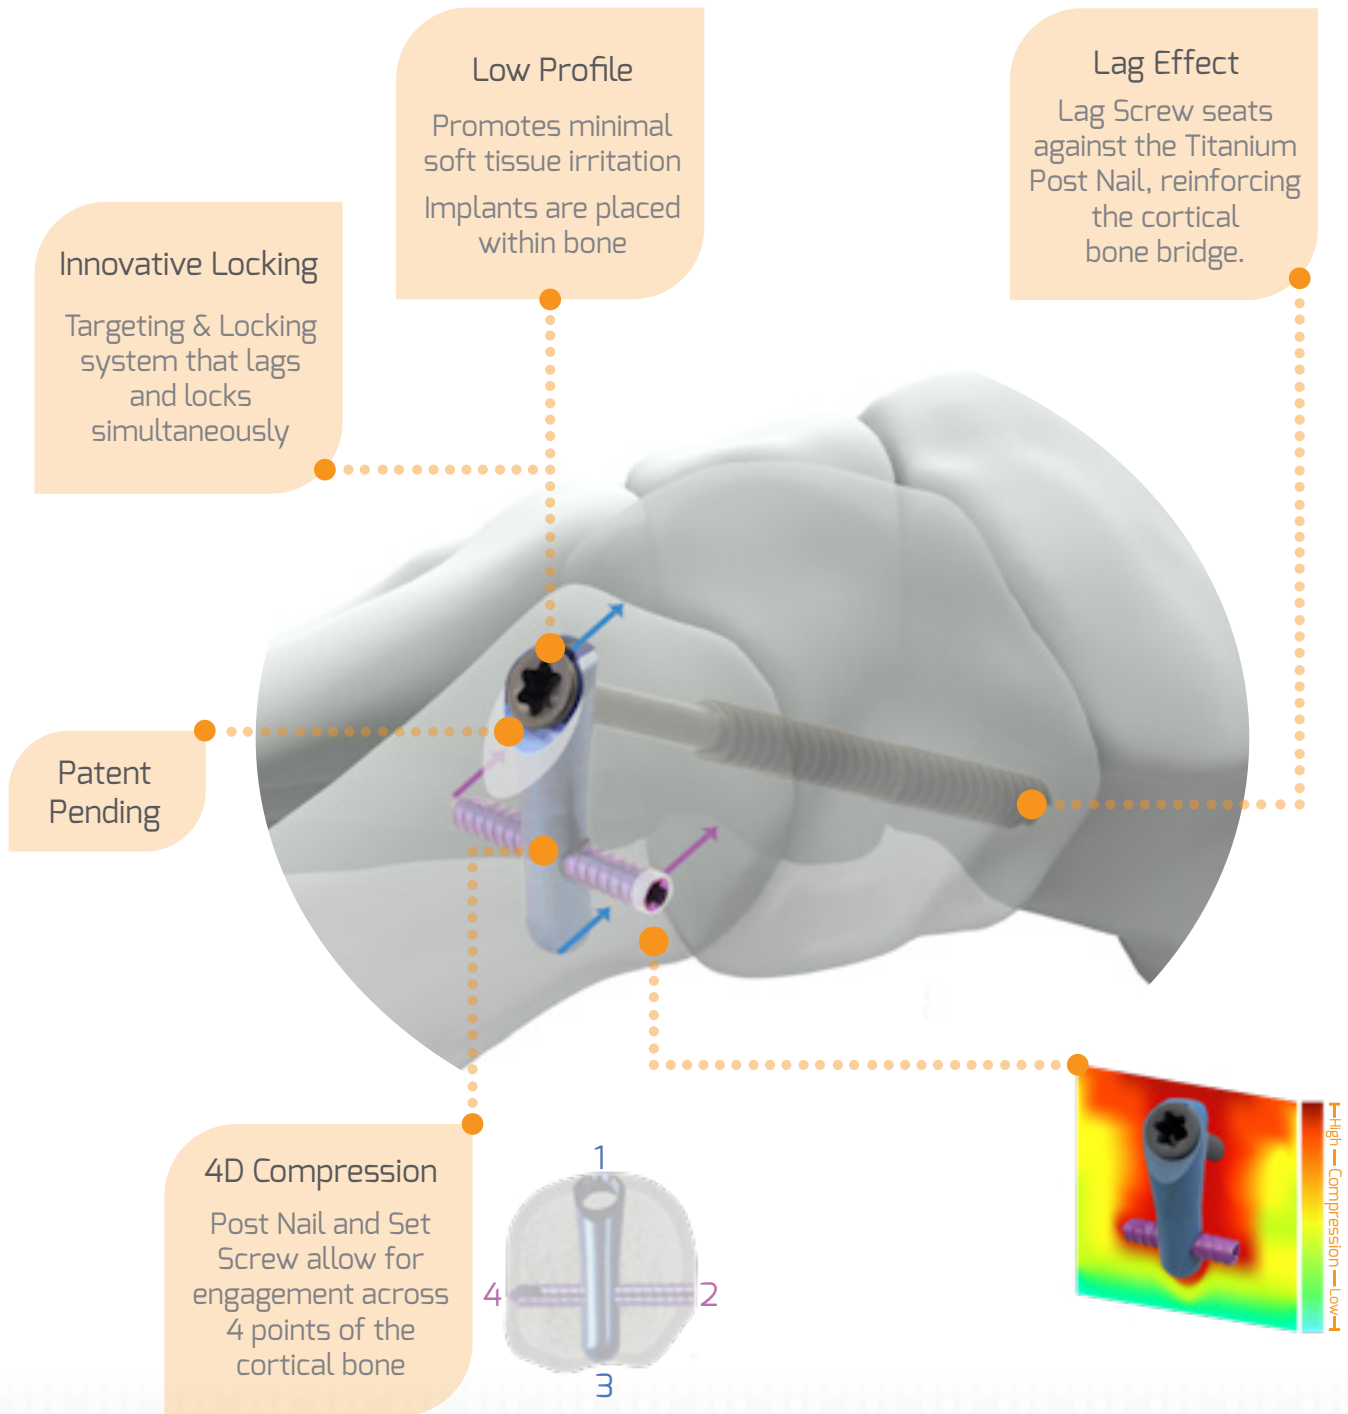 Low Profile
Promotes minimal
soft tissue irritation
Implants are placed
within bone
Lag Effect
Lag Screw seats
against the Titanium
Post Nail, reinforcing
the cortical
bone bridge.
Innovative Locking
Targeting & Locking
system that lags
and locks
simultaneously
Patent
Pending
4D Compression
Post Nail and Set
Screw allow for
engagement across
4 points of the
cortical bone
1
4
2
3
High — Compression — Low